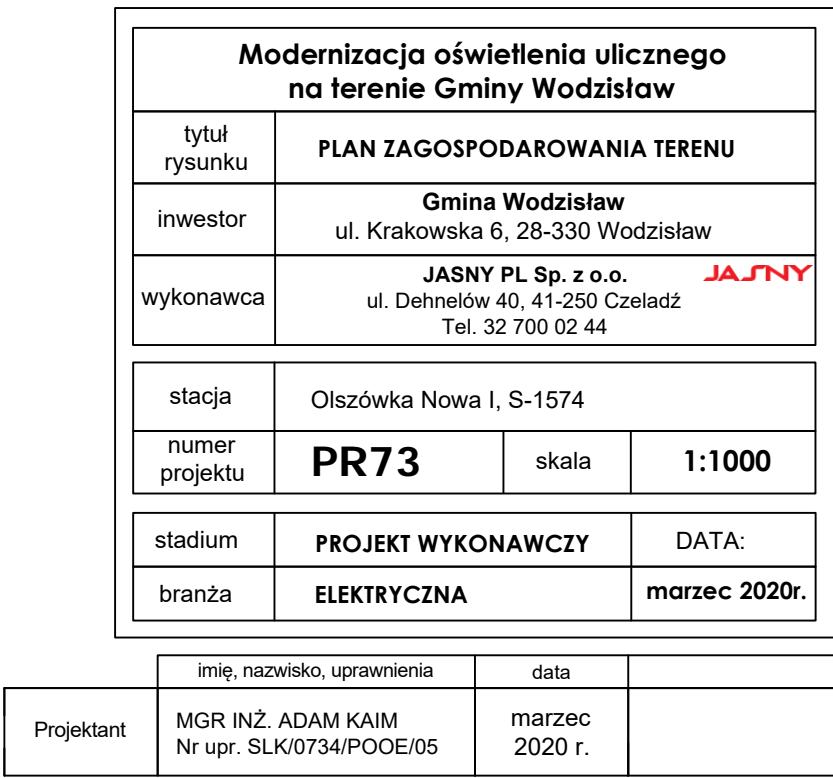 Modernizacja oświetlenia ulicznego
na terenie Gminy Wodzisław
tytuł
rysunku
PLAN ZAGOSPODAROWANIA TERENU
inwestor
Gmina Wodzisław
ul. Krakowska 6, 28-330 Wodzisław
wykonawca
JASNY PL Sp. z o.o.
JASNY
ul. Dehnelów 40, 41-250 Czeladź
Tel. 32 700 02 44
stacja
Olszówka Nowa I, S-1574
numer
projektu
PR73
skala
1:1000
stadium
PROJEKT WYKONAWCZY
DATA:
branża
ELEKTRYCZNA
marzec 2020r.
imię, nazwisko, uprawnienia
data
Projektant
MGR INŻ. ADAM KAIM
Nr upr. SLK/0734/POOE/05
marzec
2020 r.